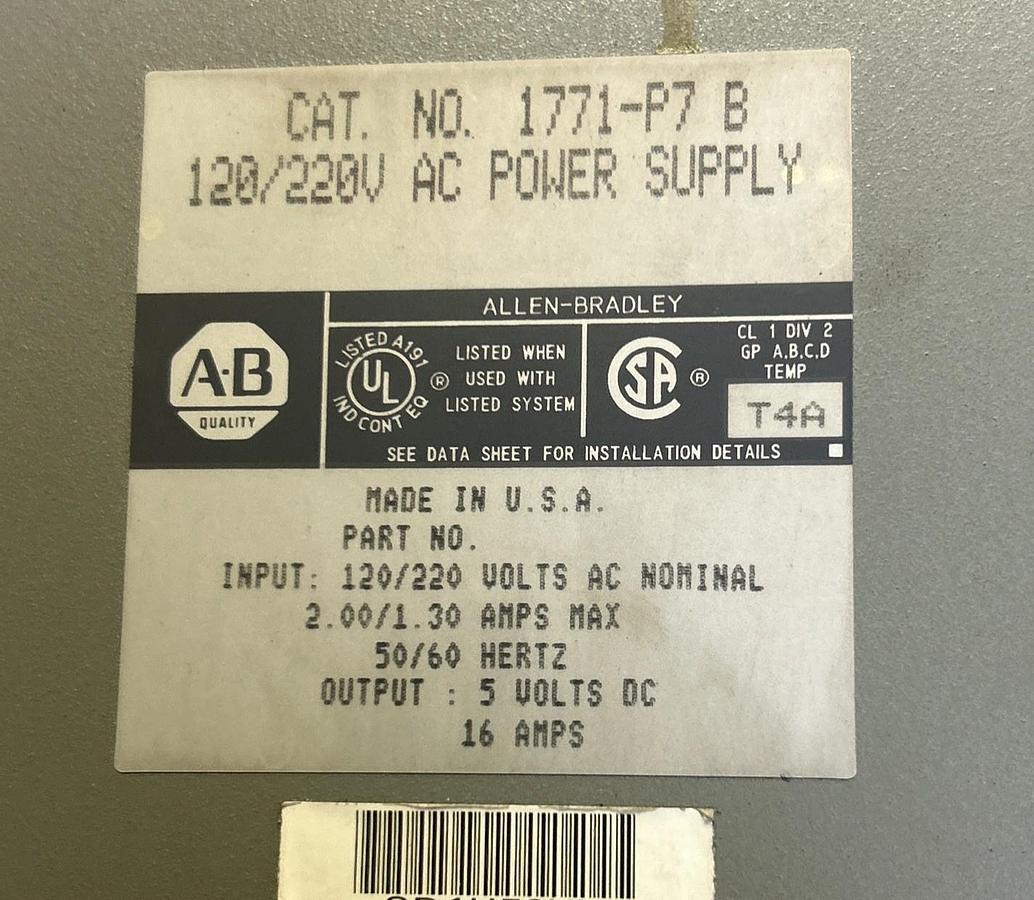 CAT. NO. 1771-P7 B
120/220V AC POWER SUPPLY
ALLEN-BRADLEY
A·B
QUALITY
LISTED A191
UL ®
IND CONT EQ
LISTED WHEN
USED WITH
LISTED SYSTEM
SA ®
CL 1 DIV 2
GP A,B,C,D
TEMP
T4A
SEE DATA SHEET FOR INSTALLATION DETAILS
MADE IN U.S.A.
PART NO.
INPUT: 120/220 VOLTS AC NOMINAL
2.00/1.30 AMPS MAX
50/60 HERTZ
OUTPUT : 5 VOLTS DC
16 AMPS